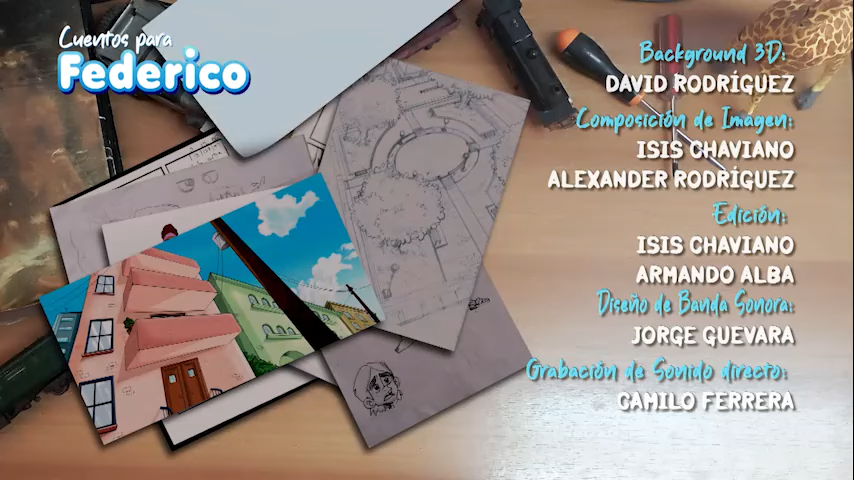 Cuentos para
Federico
Background 3D:
DAVID RODRÍGUEZ
Composición de Imagen:
ISIS CHAVIANO
ALEXANDER RODRÍGUEZ
Edición:
ISIS CHAVIANO
ARMANDO ALBA
Diseño de Banda Sonora:
JORGE GUEVARA
Grabación de Sonido directo:
CAMILO FERRERA